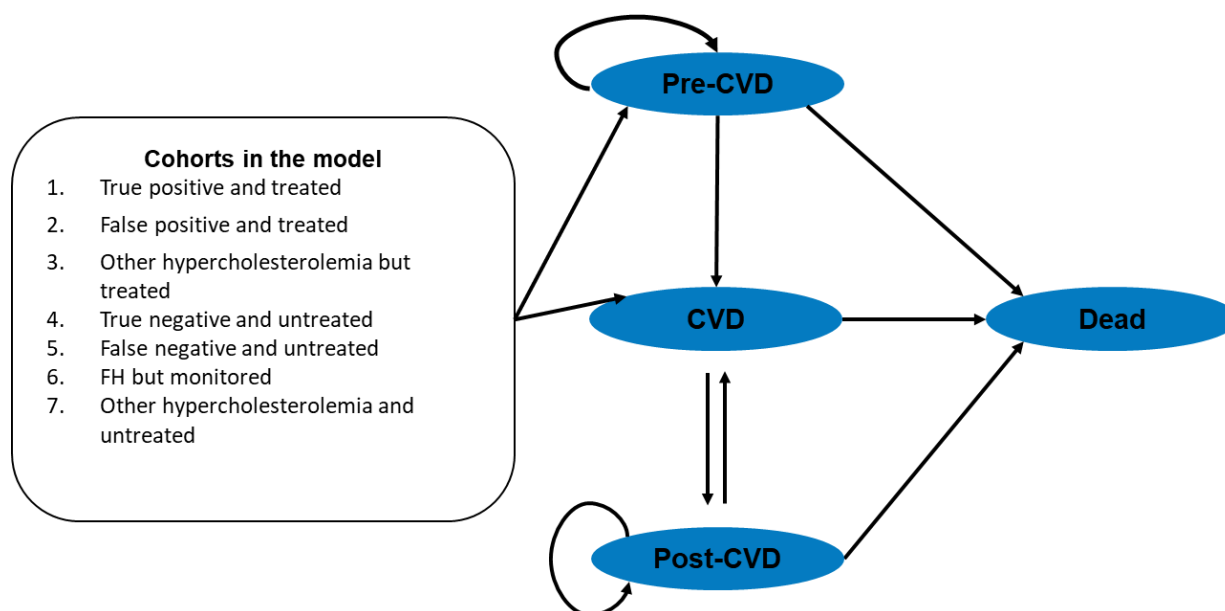 Pre-CVD
Cohorts in the model
1. True positive and treated
2. False positive and treated
3. Other hypercholesterolemia but
treated
4. True negative and untreated
5. False negative and untreated
6. FH but monitored
7. Other hypercholesterolemia and
untreated
CVD
Dead
Post-CVD